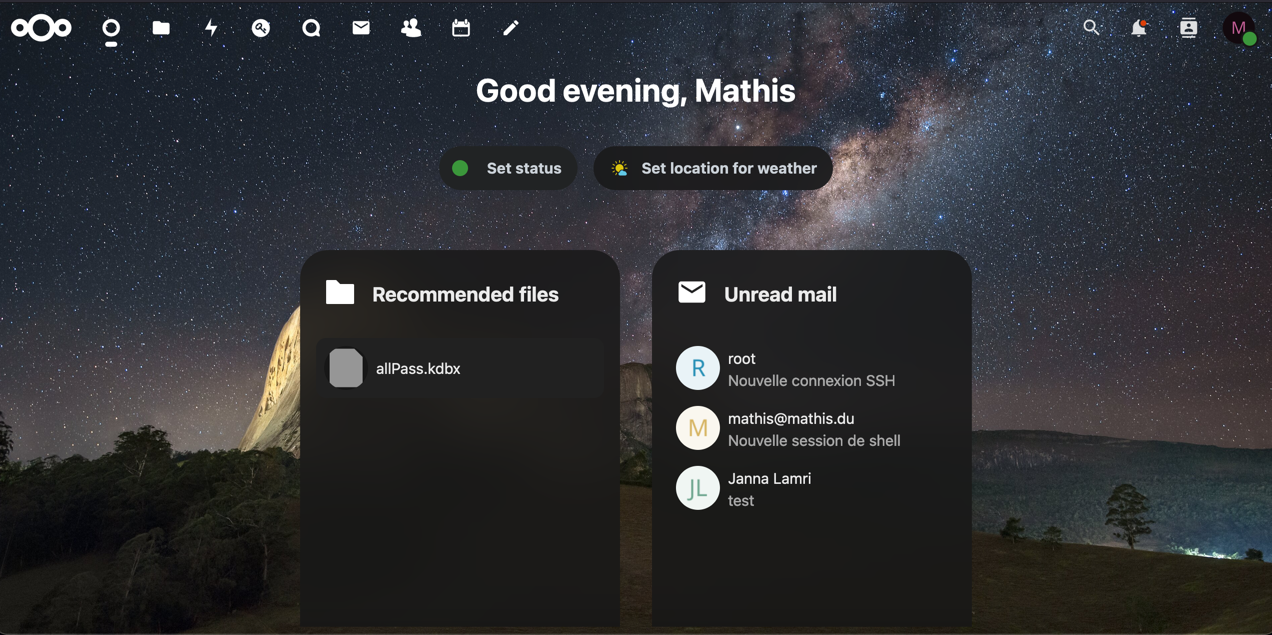 M
Good evening, Mathis
Set status
Set location for weather
Recommended files
allPass.kdbx
Unread mail
R
root
Nouvelle connexion SSH
M
mathis@mathis.du
Nouvelle session de shell
JL
Janna Lamri
test